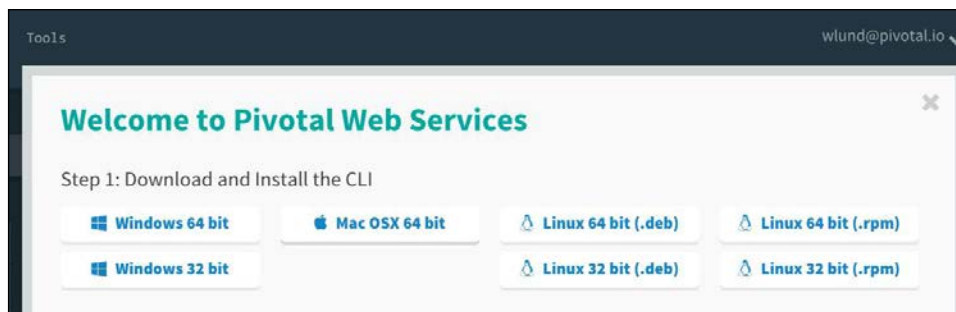 Tools wlund@pivotal.io
Welcome to Pivotal Web Services
Step 1: Download and Install the CLI
Windows 64 bit Mac OSX 64 bit Linux 64 bit (.deb) Linux 64 bit (.rpm)
Windows 32 bit Linux 32 bit (.deb) Linux 32 bit (.rpm)